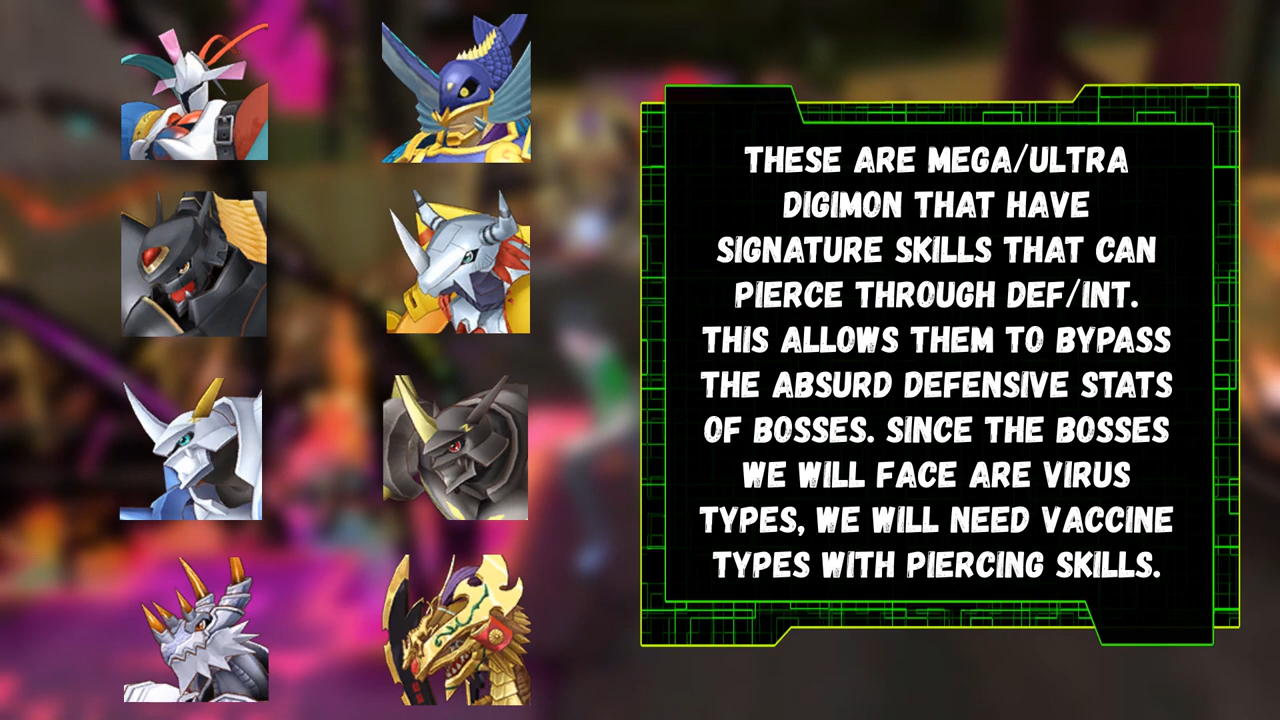 THESE ARE MEGA/ULTRA
DIGIMON THAT HAVE
SIGNATURE SKILLS THAT CAN
PIERCE THROUGH DEF/INT.
THIS ALLOWS THEM TO BYPASS
THE ABSURD DEFENSIVE STATS
OF BOSSES. SINCE THE BOSSES
WE WILL FACE ARE VIRUS
TYPES, WE WILL NEED VACCINE
TYPES WITH PIERCING SKILLS.